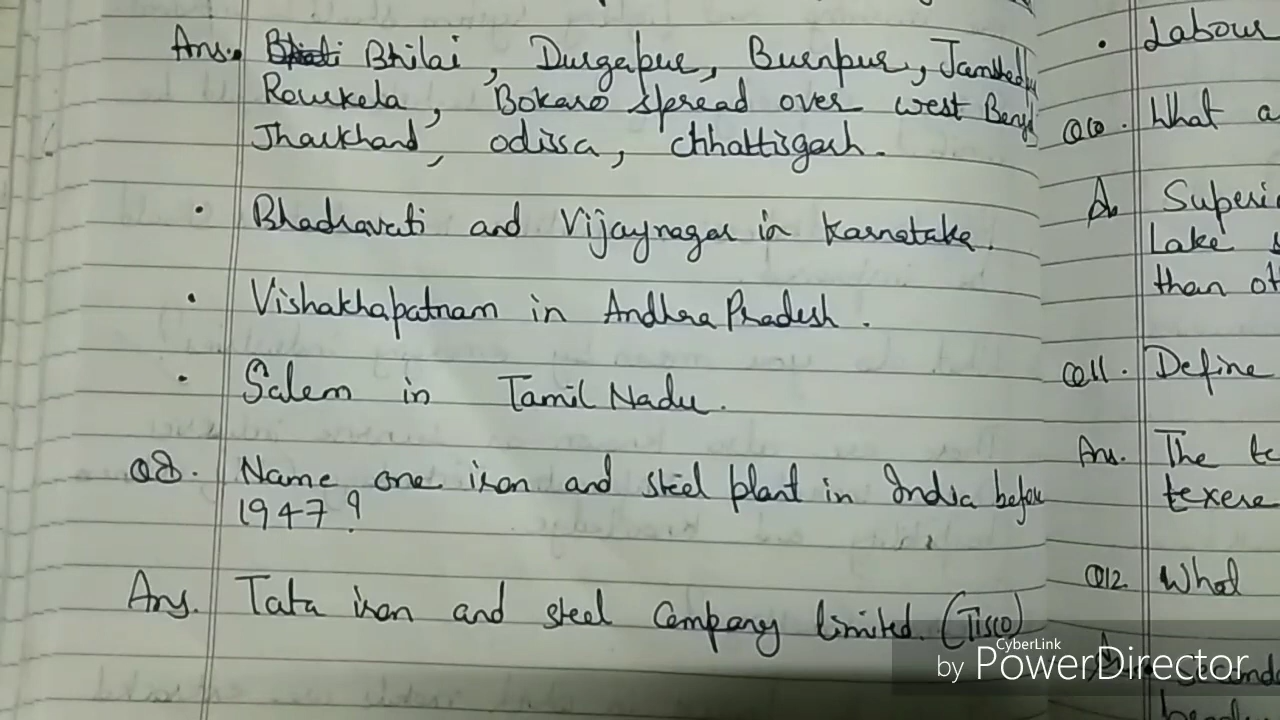 Ans. Bhilai, Durgapur, Burnpur, Jamshedpu
Rourkela, Bokaro spread over west Bengal
Jharkhand, odissa, chhattisgarh.
• Bhadravati and Vijaynagar in Karnataka.
• Vishakhapatnam in Andhra Pradesh.
• Salem in Tamil Nadu.
Q8. Name one iron and steel plant in India before
1947?
Ans. Tata iron and steel Company limited. (TISCO)
• Labour
Q10. What a
Superi
Lake s
than ot
Q11. Define
Ans. The te
texere
Q12. What
Seconda
CyberLink
by PowerDirector